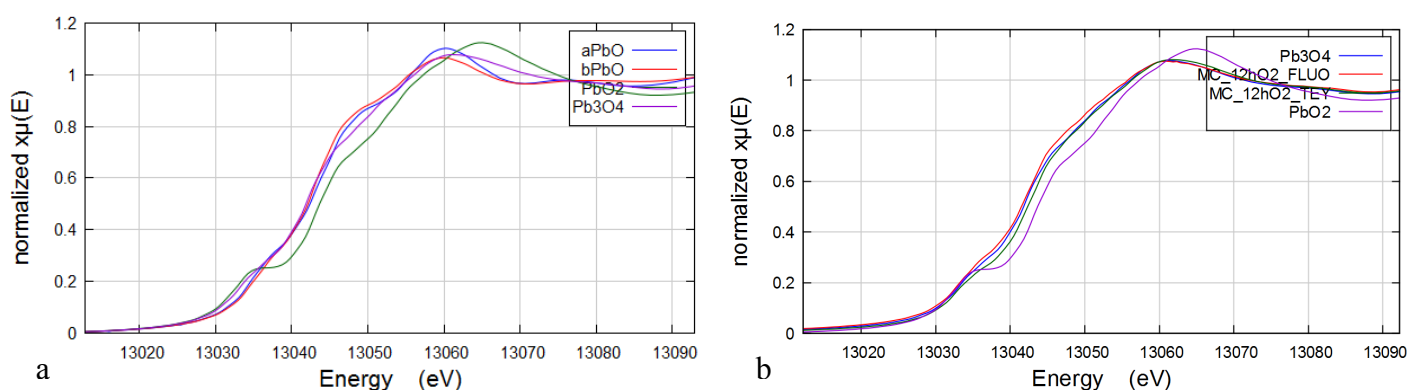 1.2
1
0.8
0.6
0.4
0.2
0
normalized xμ(E)
aPbO
bPbO
PbO2
Pb3O4
13020 13030 13040 13050 13060 13070 13080 13090
Energy (eV)
a
1.2
1
0.8
0.6
0.4
0.2
0
normalized xμ(E)
Pb3O4
MC_12hO2_FLUO
MC_12hO2_TEY
PbO2
13020 13030 13040 13050 13060 13070 13080 13090
Energy (eV)
b